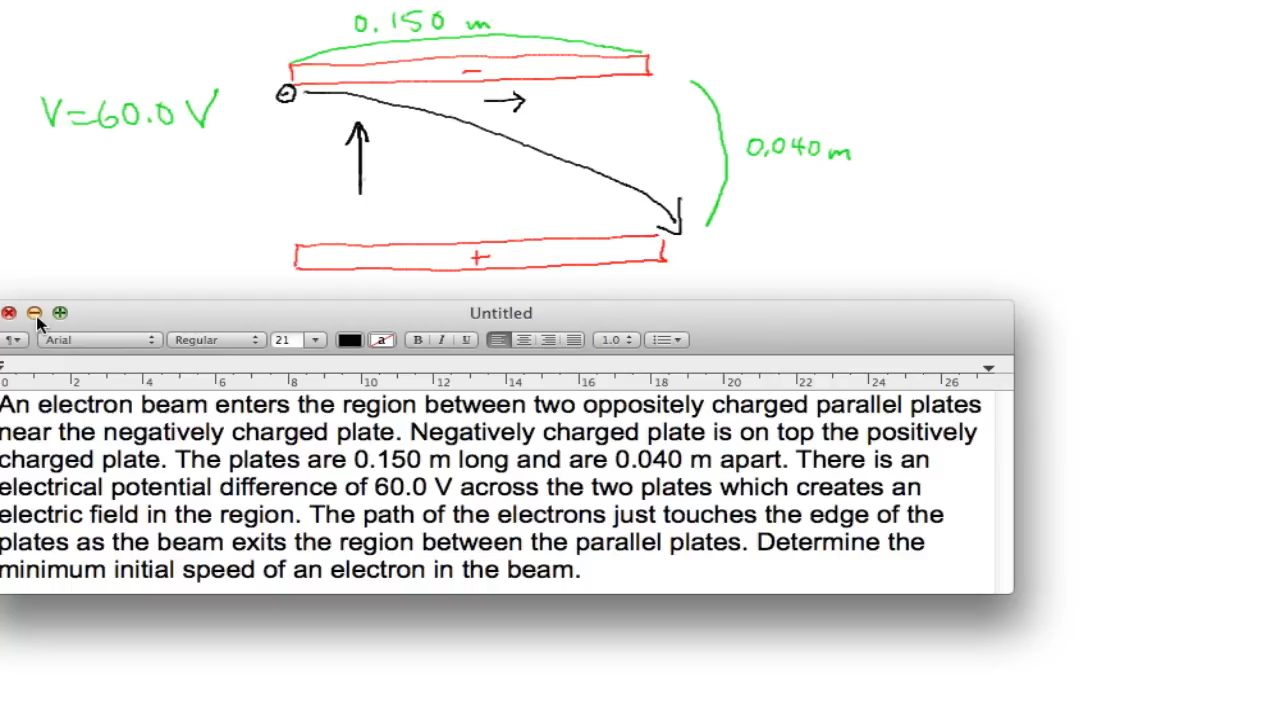 0.150 m
-
V=60.0 V
0.040 m
+
Untitled
¶ Arial Regular 21 a B I U 1.0
0 2 4 6 8 10 12 14 16 18 20 22 24 26
An electron beam enters the region between two oppositely charged parallel plates
near the negatively charged plate. Negatively charged plate is on top the positively
charged plate. The plates are 0.150 m long and are 0.040 m apart. There is an
electrical potential difference of 60.0 V across the two plates which creates an
electric field in the region. The path of the electrons just touches the edge of the
plates as the beam exits the region between the parallel plates. Determine the
minimum initial speed of an electron in the beam.